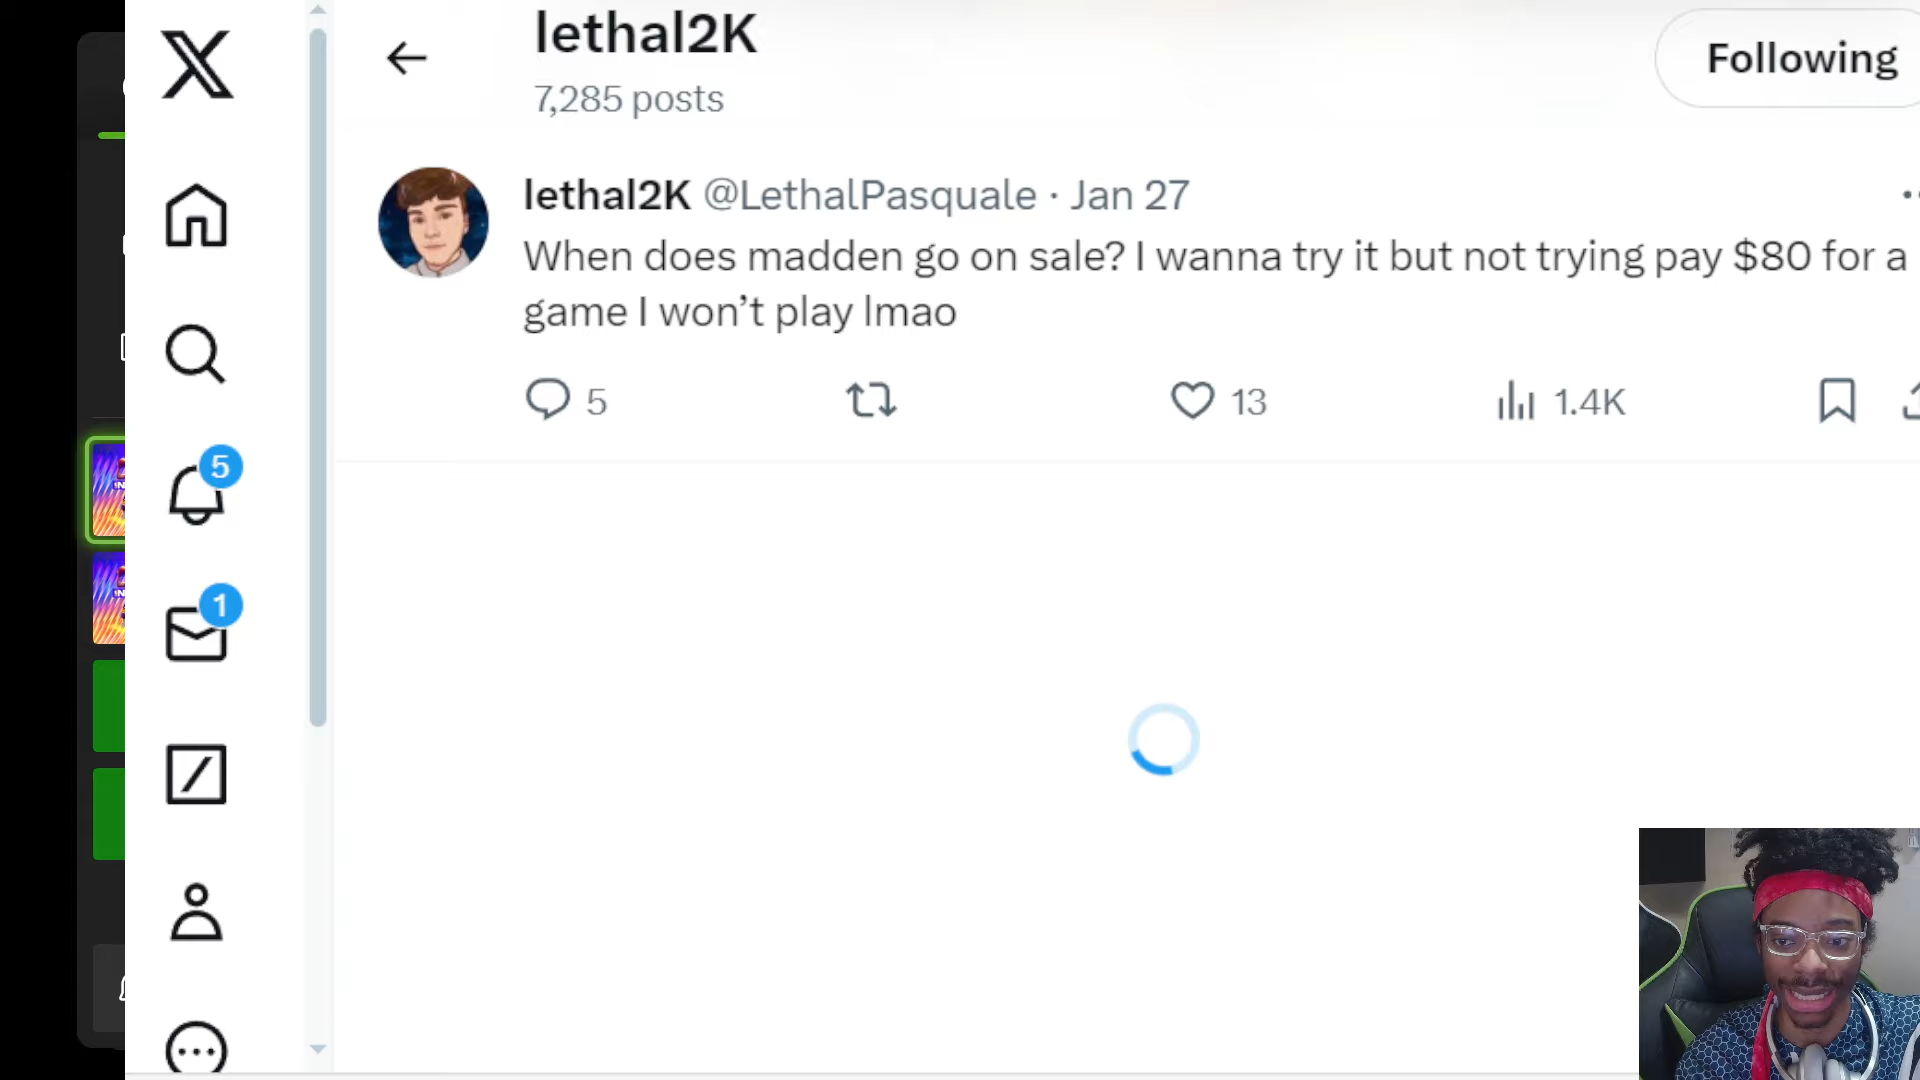 lethal2K
7,285 posts
Following
lethal2K @LethalPasquale · Jan 27
When does madden go on sale? I wanna try it but not trying pay $80 for a
game I won’t play lmao
5
13
1.4K
5
1